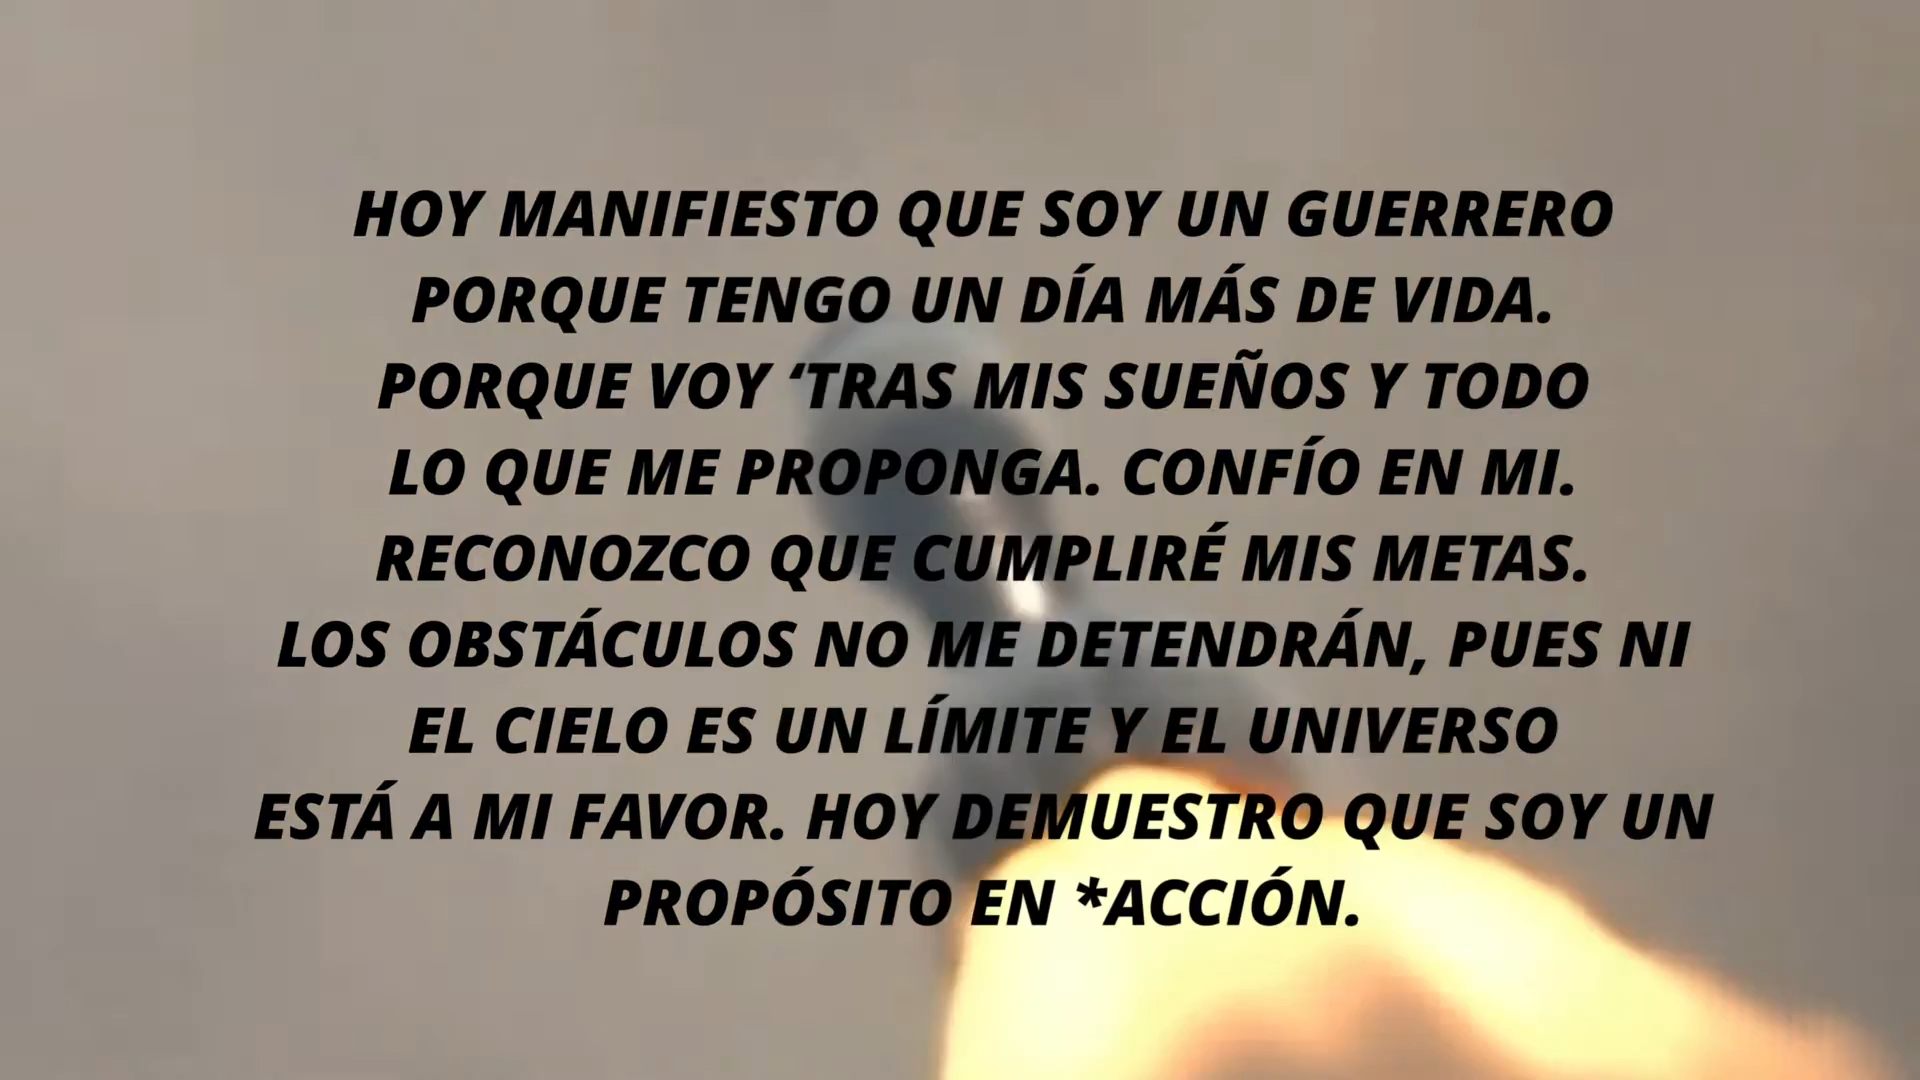 HOY MANIFIESTO QUE SOY UN GUERRERO
PORQUE TENGO UN DÍA MÁS DE VIDA.
PORQUE VOY ‘TRAS MIS SUEÑOS Y TODO
LO QUE ME PROPONGA. CONFÍO EN MI.
RECONOZCO QUE CUMPLIRÉ MIS METAS.
LOS OBSTÁCULOS NO ME DETENDRÁN, PUES NI
EL CIELO ES UN LÍMITE Y EL UNIVERSO
ESTÁ A MI FAVOR. HOY DEMUESTRO QUE SOY UN
PROPÓSITO EN *ACCIÓN.